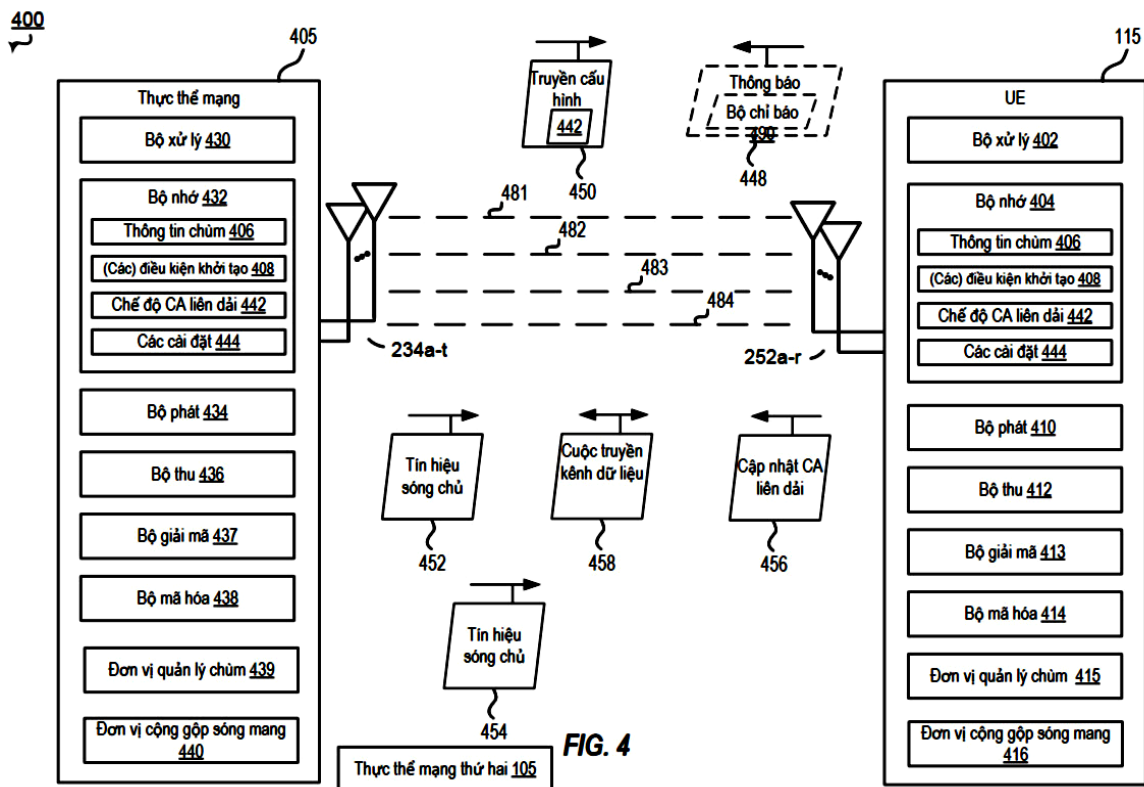 400
405
115
Thực thể mạng
Bộ xử lý 430
Bộ nhớ 432
Thông tin chùm 406
(Các) điều kiện khởi tạo 408
Chế độ CA liên dải 442
Các cài đặt 444
Bộ phát 434
Bộ thu 436
Bộ giải mã 437
Bộ mã hóa 438
Đơn vị quản lý chùm 439
Đơn vị cộng gộp sóng mang
440
Truyền cấu
hình
442
450
Thông báo
Bộ chỉ báo
490
448
481
482
483
484
234a-t
252a-r
Tín hiệu
sóng chủ
452
Cuộc truyền
kênh dữ liệu
458
Cập nhật CA
liên dải
456
Tín hiệu
sóng chủ
454
FIG. 4
Thực thể mạng thứ hai 105
UE
Bộ xử lý 402
Bộ nhớ 404
Thông tin chùm 406
(Các) điều kiện khởi tạo 408
Chế độ CA liên dải 442
Các cài đặt 444
Bộ phát 410
Bộ thu 412
Bộ giải mã 413
Bộ mã hóa 414
Đơn vị quản lý chùm 415
Đơn vị cộng gộp sóng mang
416